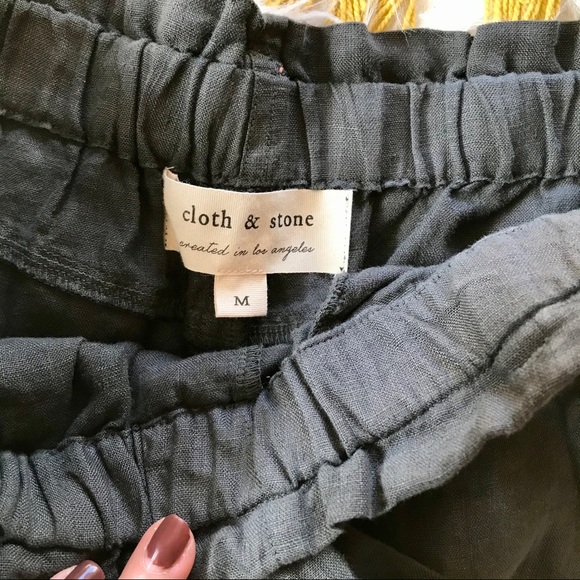 cloth & stone
created in los angeles
M